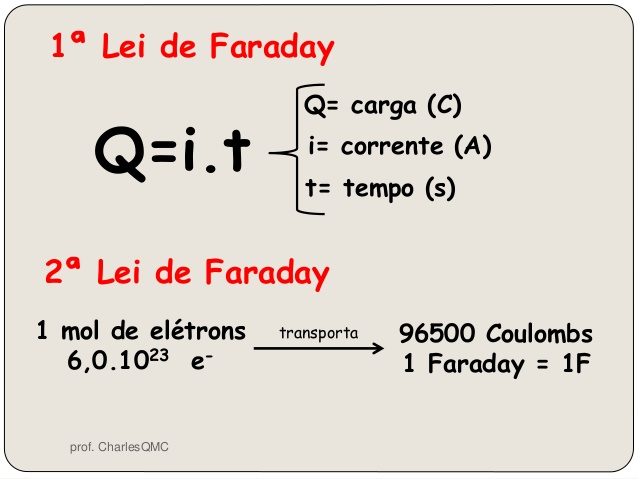 1ª Lei de Faraday
Q=i.t
Q= carga (C)
i= corrente (A)
t= tempo (s)
2ª Lei de Faraday
1 mol de elétrons
6,0.10²³ e⁻
transporta
96500 Coulombs
1 Faraday = 1F
prof. CharlesQMC